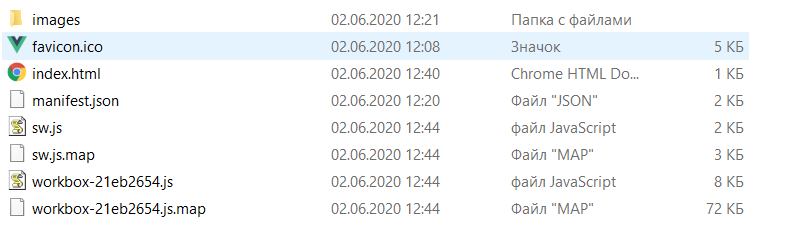 images 02.06.2020 12:21 Папка с файлами
favicon.ico 02.06.2020 12:08 Значок 5 КБ
index.html 02.06.2020 12:40 Chrome HTML Do... 1 КБ
manifest.json 02.06.2020 12:20 Файл "JSON" 2 КБ
sw.js 02.06.2020 12:44 файл JavaScript 2 КБ
sw.js.map 02.06.2020 12:44 Файл "MAP" 3 КБ
workbox-21eb2654.js 02.06.2020 12:44 файл JavaScript 8 КБ
workbox-21eb2654.js.map 02.06.2020 12:44 Файл "MAP" 72 КБ